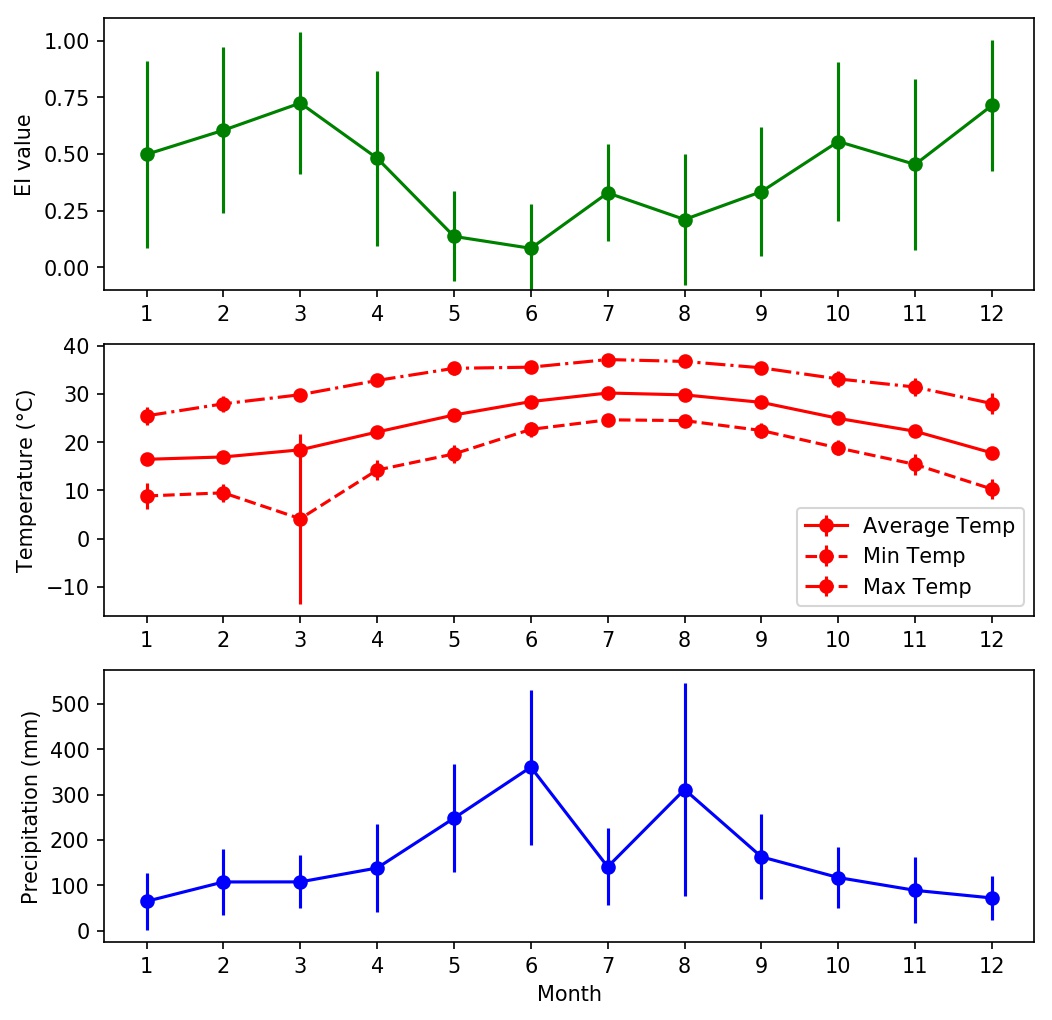 EI value
1.00
0.75
0.50
0.25
0.00
1 2 3 4 5 6 7 8 9 10 11 12
Temperature (°C)
40
30
20
10
0
−10
Average Temp
Min Temp
Max Temp
1 2 3 4 5 6 7 8 9 10 11 12
Precipitation (mm)
500
400
300
200
100
0
1 2 3 4 5 6 7 8 9 10 11 12
Month